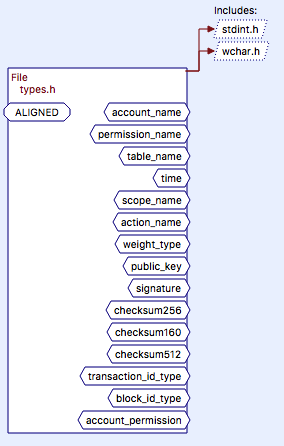 Includes:
stdint.h
wchar.h
File
types.h
ALIGNED
account_name
permission_name
table_name
time
scope_name
action_name
weight_type
public_key
signature
checksum256
checksum160
checksum512
transaction_id_type
block_id_type
account_permission